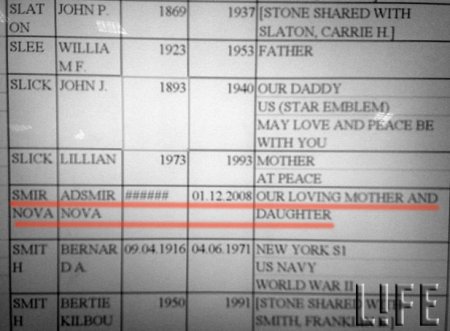 SLAT JOHN P. 1869 1937 [STONE SHARED WITH
ON SLATON, CARRIE H.]
SLEE WILLIA 1923 1953 FATHER
M F.
SLICK JOHN J. 1893 1940 OUR DADDY
US (STAR EMBLEM)
MAY LOVE AND PEACE BE
WITH YOU
SLICK LILLIAN 1973 1993 MOTHER
AT PEACE
SMIR ADSMIR ###### 01.12.2008 OUR LOVING MOTHER AND
NOVA NOVA DAUGHTER
SMIT BERNAR 09.04.1916 04.06.1971 NEW YORK S1
H D A. US NAVY
WORLD WAR II
SMIT BERTIE 1950 1991 [STONE SHARED WITH
H KILBOU SMITH,
L!FE